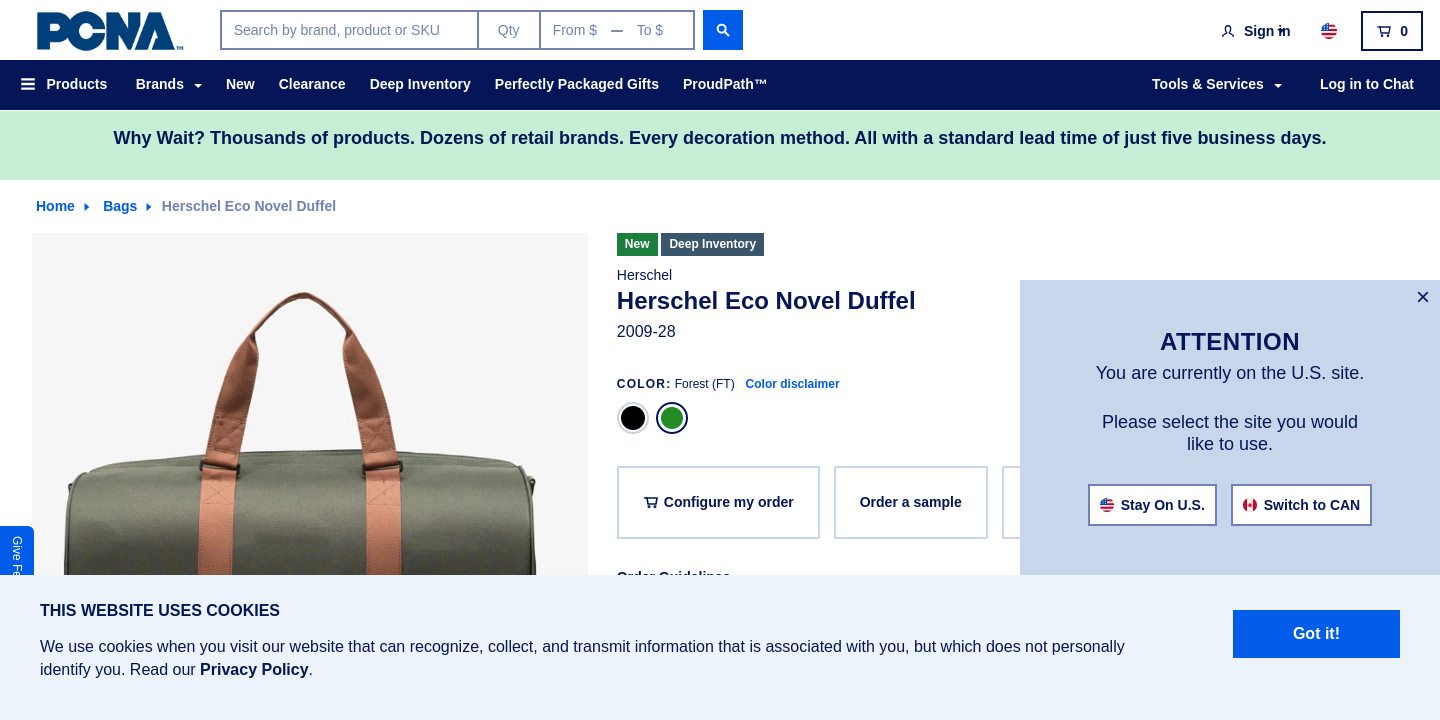 PCNA™
Search by brand, product or SKU
Qty
From $ — To $
Sign in
0
Products
Brands
New
Clearance
Deep Inventory
Perfectly Packaged Gifts
ProudPath™
Tools & Services
Log in to Chat
Why Wait? Thousands of products. Dozens of retail brands. Every decoration method. All with a standard lead time of just five business days.
Home
Bags
Herschel Eco Novel Duffel
New
Deep Inventory
Herschel
Herschel Eco Novel Duffel
2009-28
COLOR: Forest (FT) Color disclaimer
Configure my order
Order a sample
Order Guidelines
×
ATTENTION
You are currently on the U.S. site.
Please select the site you would
like to use.
Stay On U.S.
Switch to CAN
Give Fe
THIS WEBSITE USES COOKIES
We use cookies when you visit our website that can recognize, collect, and transmit information that is associated with you, but which does not personally
identify you. Read our Privacy Policy.
Got it!